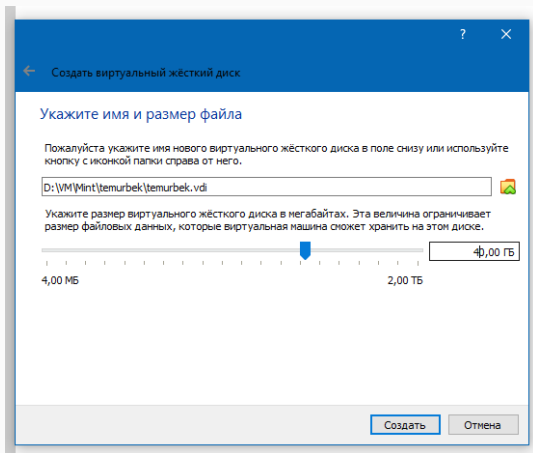 ?
Создать виртуальный жёсткий диск
Укажите имя и размер файла
Пожалуйста укажите имя нового виртуального жёсткого диска в поле снизу или используйте
кнопку с иконкой папки справа от него.
D:\VM\Mint\temurbek\temurbek.vdi
Укажите размер виртуального жёсткого диска в мегабайтах. Эта величина ограничивает
размер файловых данных, которые виртуальная машина сможет хранить на этом диске.
40,00 ГБ
4,00 МБ 2,00 ТБ
Создать Отмена